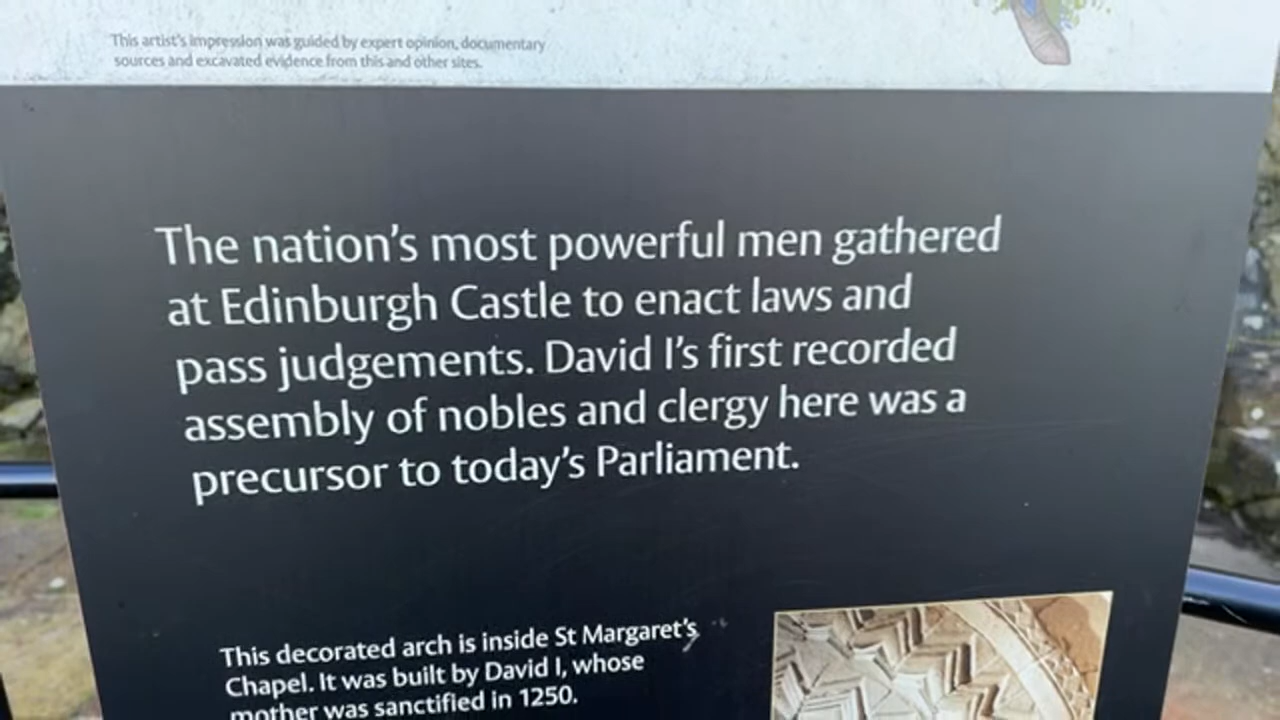 This artist's impression was guided by expert opinion, documentary
sources and excavated evidence from this and other sites.
The nation's most powerful men gathered
at Edinburgh Castle to enact laws and
pass judgements. David I's first recorded
assembly of nobles and clergy here was a
precursor to today's Parliament.
This decorated arch is inside St Margaret's
Chapel. It was built by David I, whose
mother was sanctified in 1250.